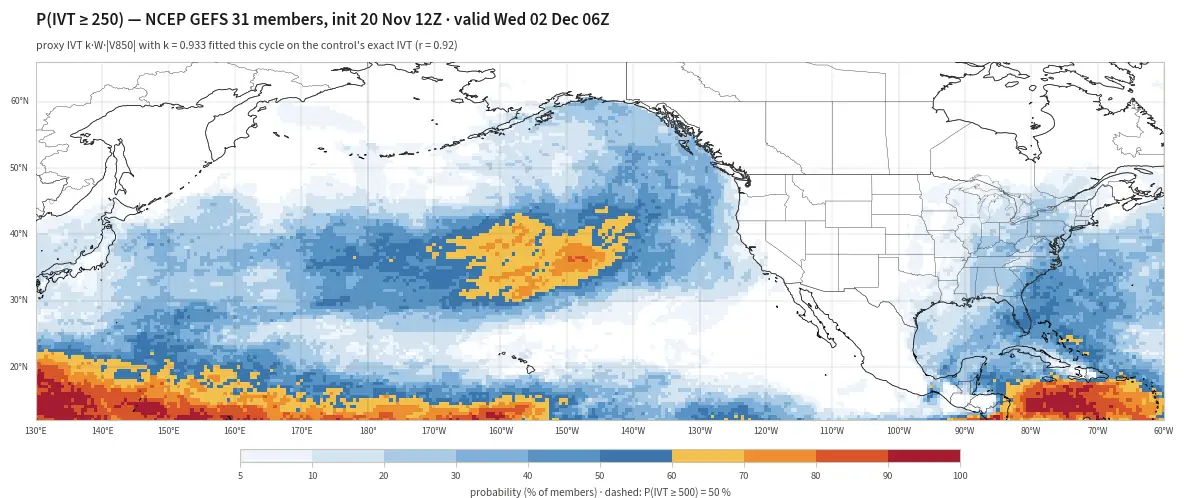 P(IVT ≥ 250) — NCEP GEFS 31 members, init 20 Nov 12Z · valid Wed 02 Dec 06Z
proxy IVT k·W·|V850| with k = 0.933 fitted this cycle on the control's exact IVT (r = 0.92)
60°N
50°N
40°N
30°N
20°N
130°E 140°E 150°E 160°E 170°E 180° 170°W 160°W 150°W 140°W 130°W 120°W 110°W 100°W 90°W 80°W 70°W 60°W
5 10 20 30 40 50 60 70 80 90 100
probability (% of members) · dashed: P(IVT ≥ 500) = 50 %